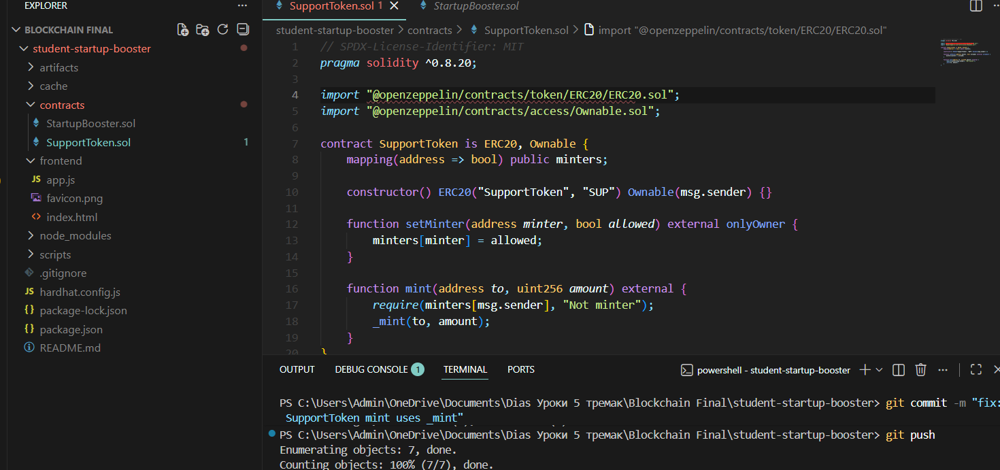 EXPLORER
BLOCKCHAIN FINAL
student-startup-booster
artifacts
cache
contracts
StartupBooster.sol
SupportToken.sol 1
frontend
JS app.js
favicon.png
<> index.html
node_modules
scripts
.gitignore
JS hardhat.config.js
{} package-lock.json
{} package.json
README.md
SupportToken.sol 1
StartupBooster.sol
student-startup-booster > contracts > SupportToken.sol > import "@openzeppelin/contracts/token/ERC20/ERC20.sol"
1 // SPDX-License-Identifier: MIT
2 pragma solidity ^0.8.20;
3
4 import "@openzeppelin/contracts/token/ERC20/ERC20.sol";
5 import "@openzeppelin/contracts/access/Ownable.sol";
6
7 contract SupportToken is ERC20, Ownable {
8 mapping(address => bool) public minters;
9
10 constructor() ERC20("SupportToken", "SUP") Ownable(msg.sender) {}
11
12 function setMinter(address minter, bool allowed) external onlyOwner {
13 minters[minter] = allowed;
14 }
15
16 function mint(address to, uint256 amount) external {
17 require(minters[msg.sender], "Not minter");
18 _mint(to, amount);
19 }
20 }
OUTPUT DEBUG CONSOLE 1 TERMINAL PORTS
powershell - student-startup-booster
PS C:\Users\Admin\OneDrive\Documents\Dias Уроки 5 тремак\Blockchain Final\student-startup-booster> git commit -m "fix:
SupportToken mint uses _mint"
PS C:\Users\Admin\OneDrive\Documents\Dias Уроки 5 тремак\Blockchain Final\student-startup-booster> git push
Enumerating objects: 7, done.
Counting objects: 100% (7/7), done.